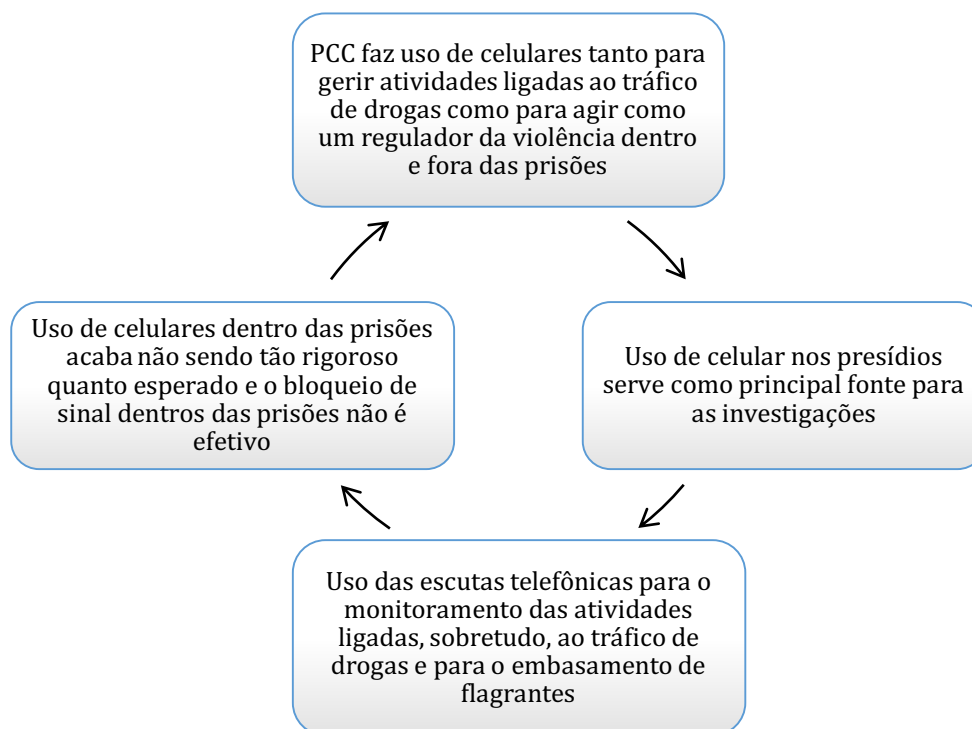 PCC faz uso de celulares tanto para
gerir atividades ligadas ao tráfico
de drogas como para agir como
um regulador da violência dentro
e fora das prisões
Uso de celulares dentro das prisões
acaba não sendo tão rigoroso
quanto esperado e o bloqueio de
sinal dentros das prisões não é
efetivo
Uso de celular nos presídios
serve como principal fonte para
as investigações
Uso das escutas telefônicas para o
monitoramento das atividades
ligadas, sobretudo, ao tráfico de
drogas e para o embasamento de
flagrantes